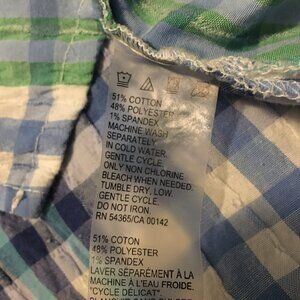 51% COTTON
48% POLYESTER
1% SPANDEX
MACHINE WASH
SEPARATELY
IN COLD WATER.
GENTLE CYCLE.
ONLY NON CHLORINE
BLEACH WHEN NEEDED.
TUMBLE DRY, LOW.
GENTLE CYCLE.
DO NOT IRON.
RN 54365/CA 00142
51% COTON
48% POLYESTER
1% SPANDEX
LAVER SÉPARÉMENT À LA
MACHINE À L'EAU FROIDE.
"CYCLE DÉLICAT".